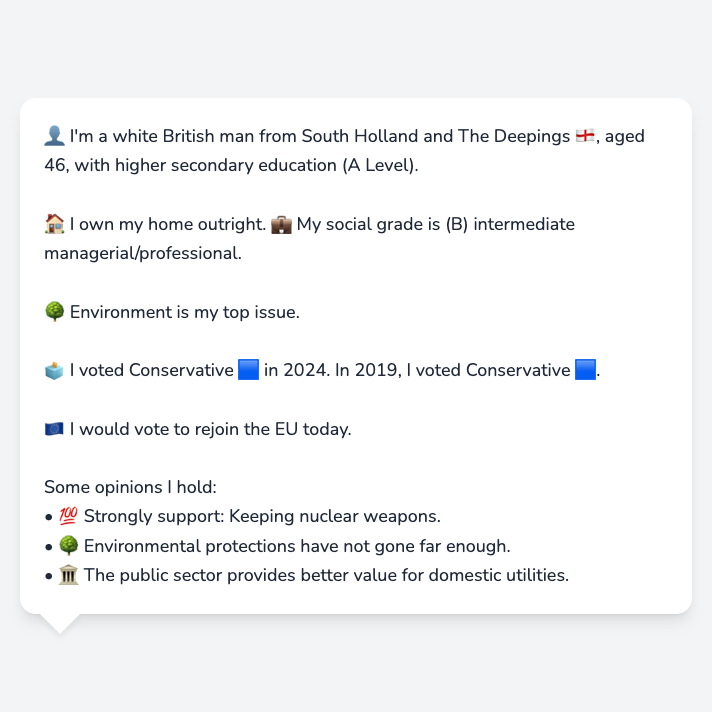 👤 I'm a white British man from South Holland and The Deepings 🏴󠁧󠁢󠁥󠁮󠁧󠁿, aged
46, with higher secondary education (A Level).
🏠 I own my home outright. 💼 My social grade is (B) intermediate
managerial/professional.
🌳 Environment is my top issue.
🗳️ I voted Conservative 🟦 in 2024. In 2019, I voted Conservative 🟦.
🇪🇺 I would vote to rejoin the EU today.
Some opinions I hold:
• 💯 Strongly support: Keeping nuclear weapons.
• 🌳 Environmental protections have not gone far enough.
• 🏛️ The public sector provides better value for domestic utilities.